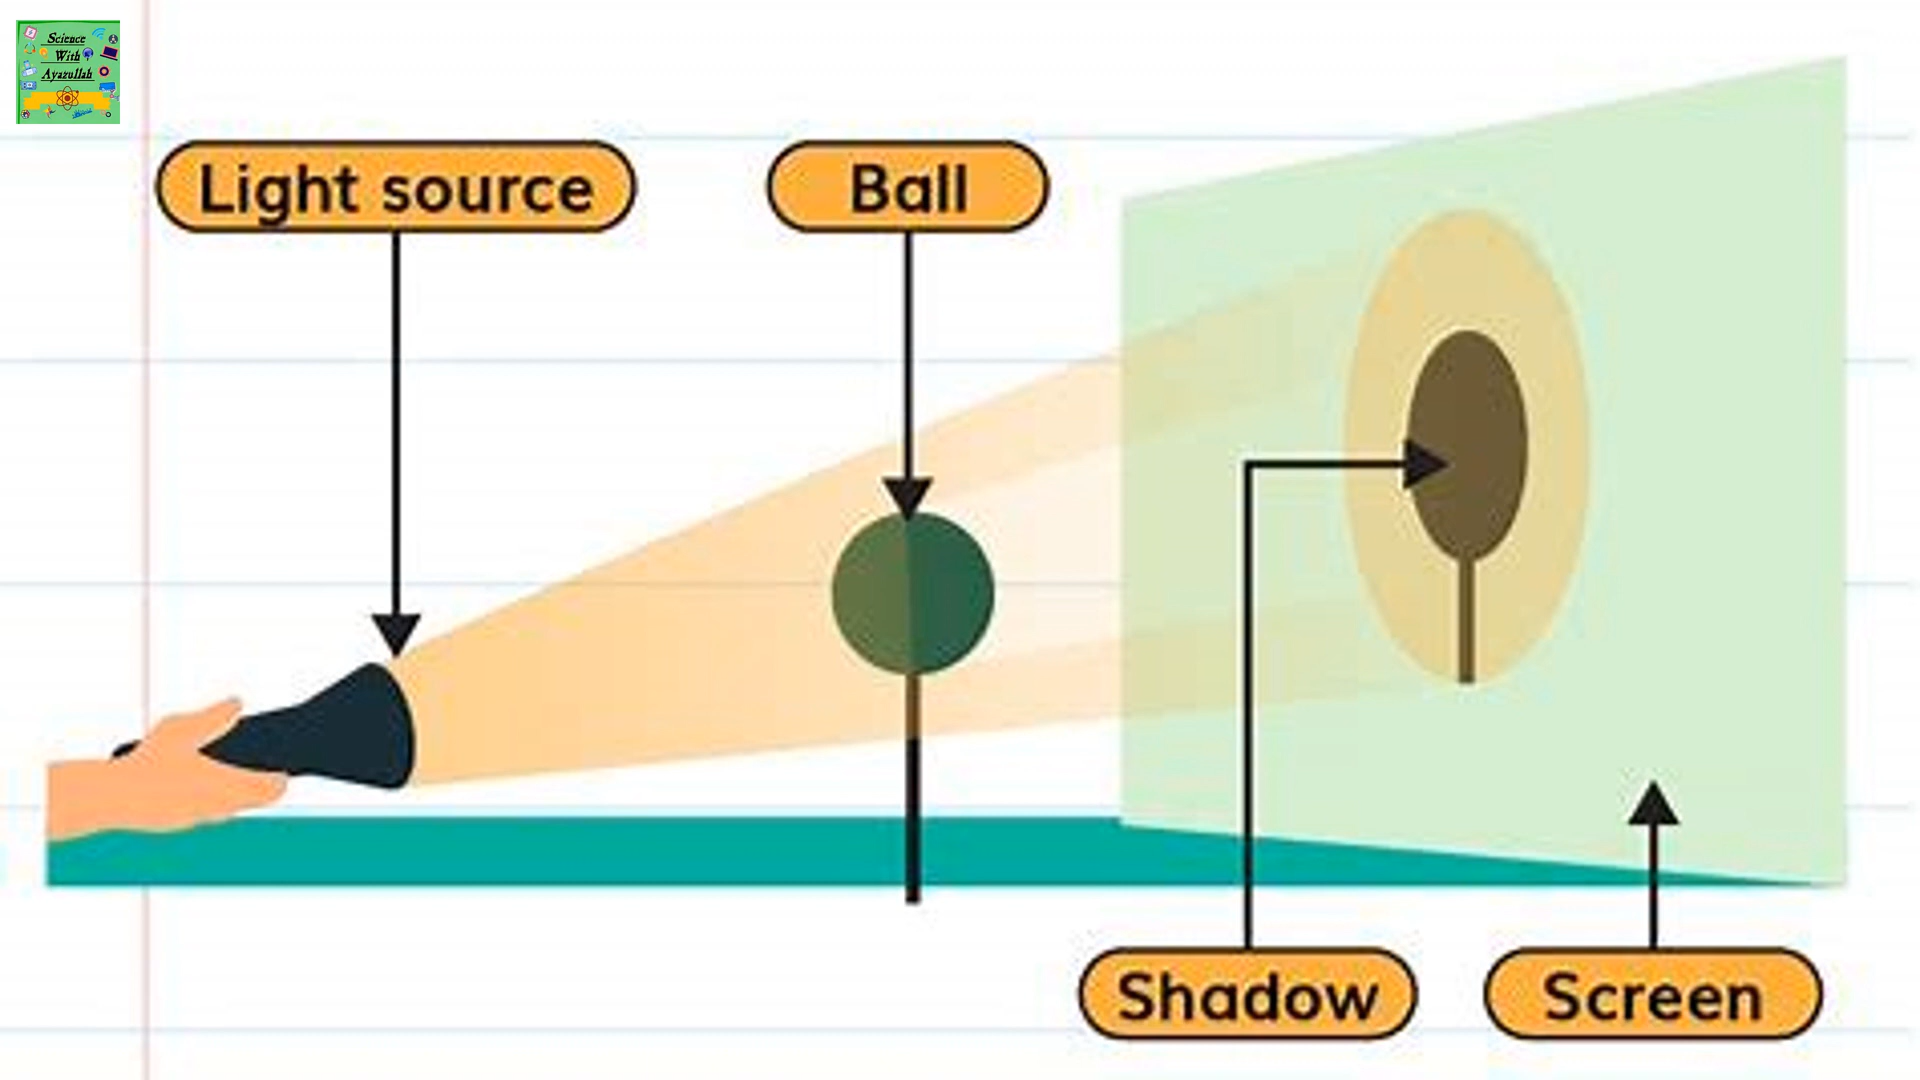 Science
With
Ayazullah
Light source
Ball
Shadow
Screen